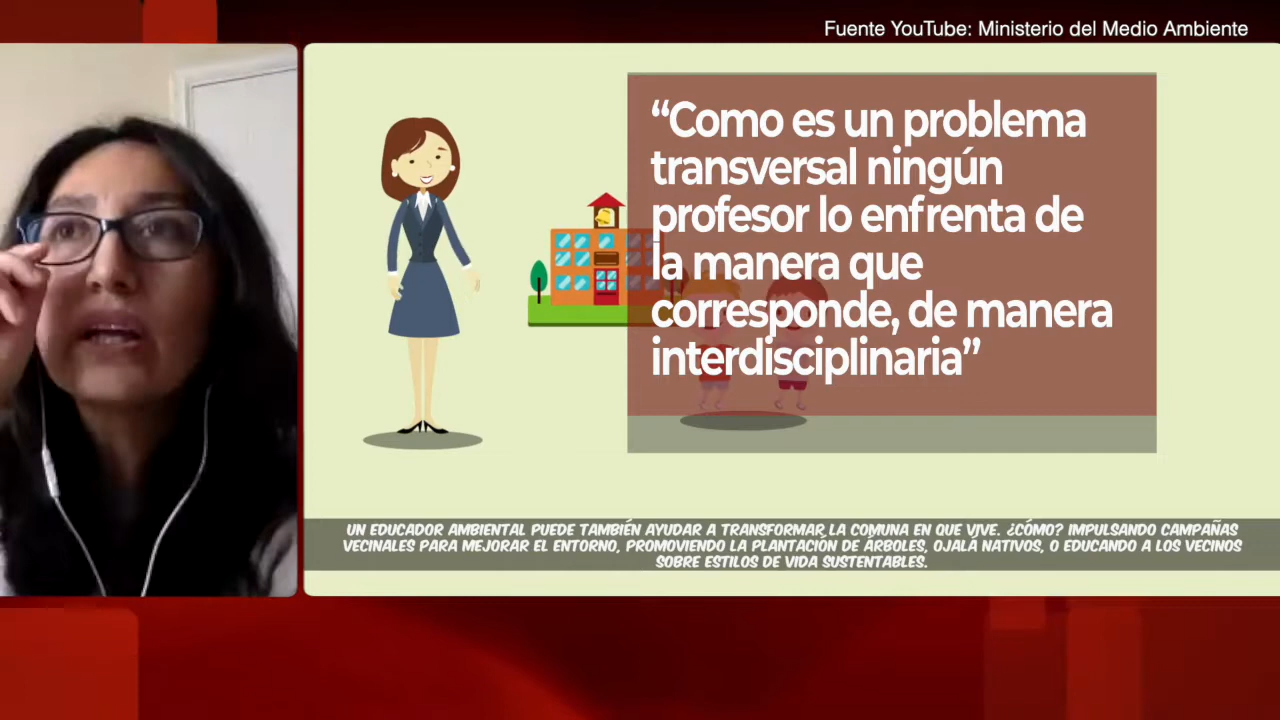 Fuente YouTube: Ministerio del Medio Ambiente
“Como es un problema
transversal ningún
profesor lo enfrenta de
la manera que
corresponde, de manera
interdisciplinaria”
UN EDUCADOR AMBIENTAL PUEDE TAMBIÉN AYUDAR A TRANSFORMAR LA COMUNA EN QUE VIVE. ¿CÓMO? IMPULSANDO CAMPAÑAS
VECINALES PARA MEJORAR EL ENTORNO, PROMOVIENDO LA PLANTACIÓN DE ÁRBOLES, OJALÁ NATIVOS, O EDUCANDO A LOS VECINOS
SOBRE ESTILOS DE VIDA SUSTENTABLES.